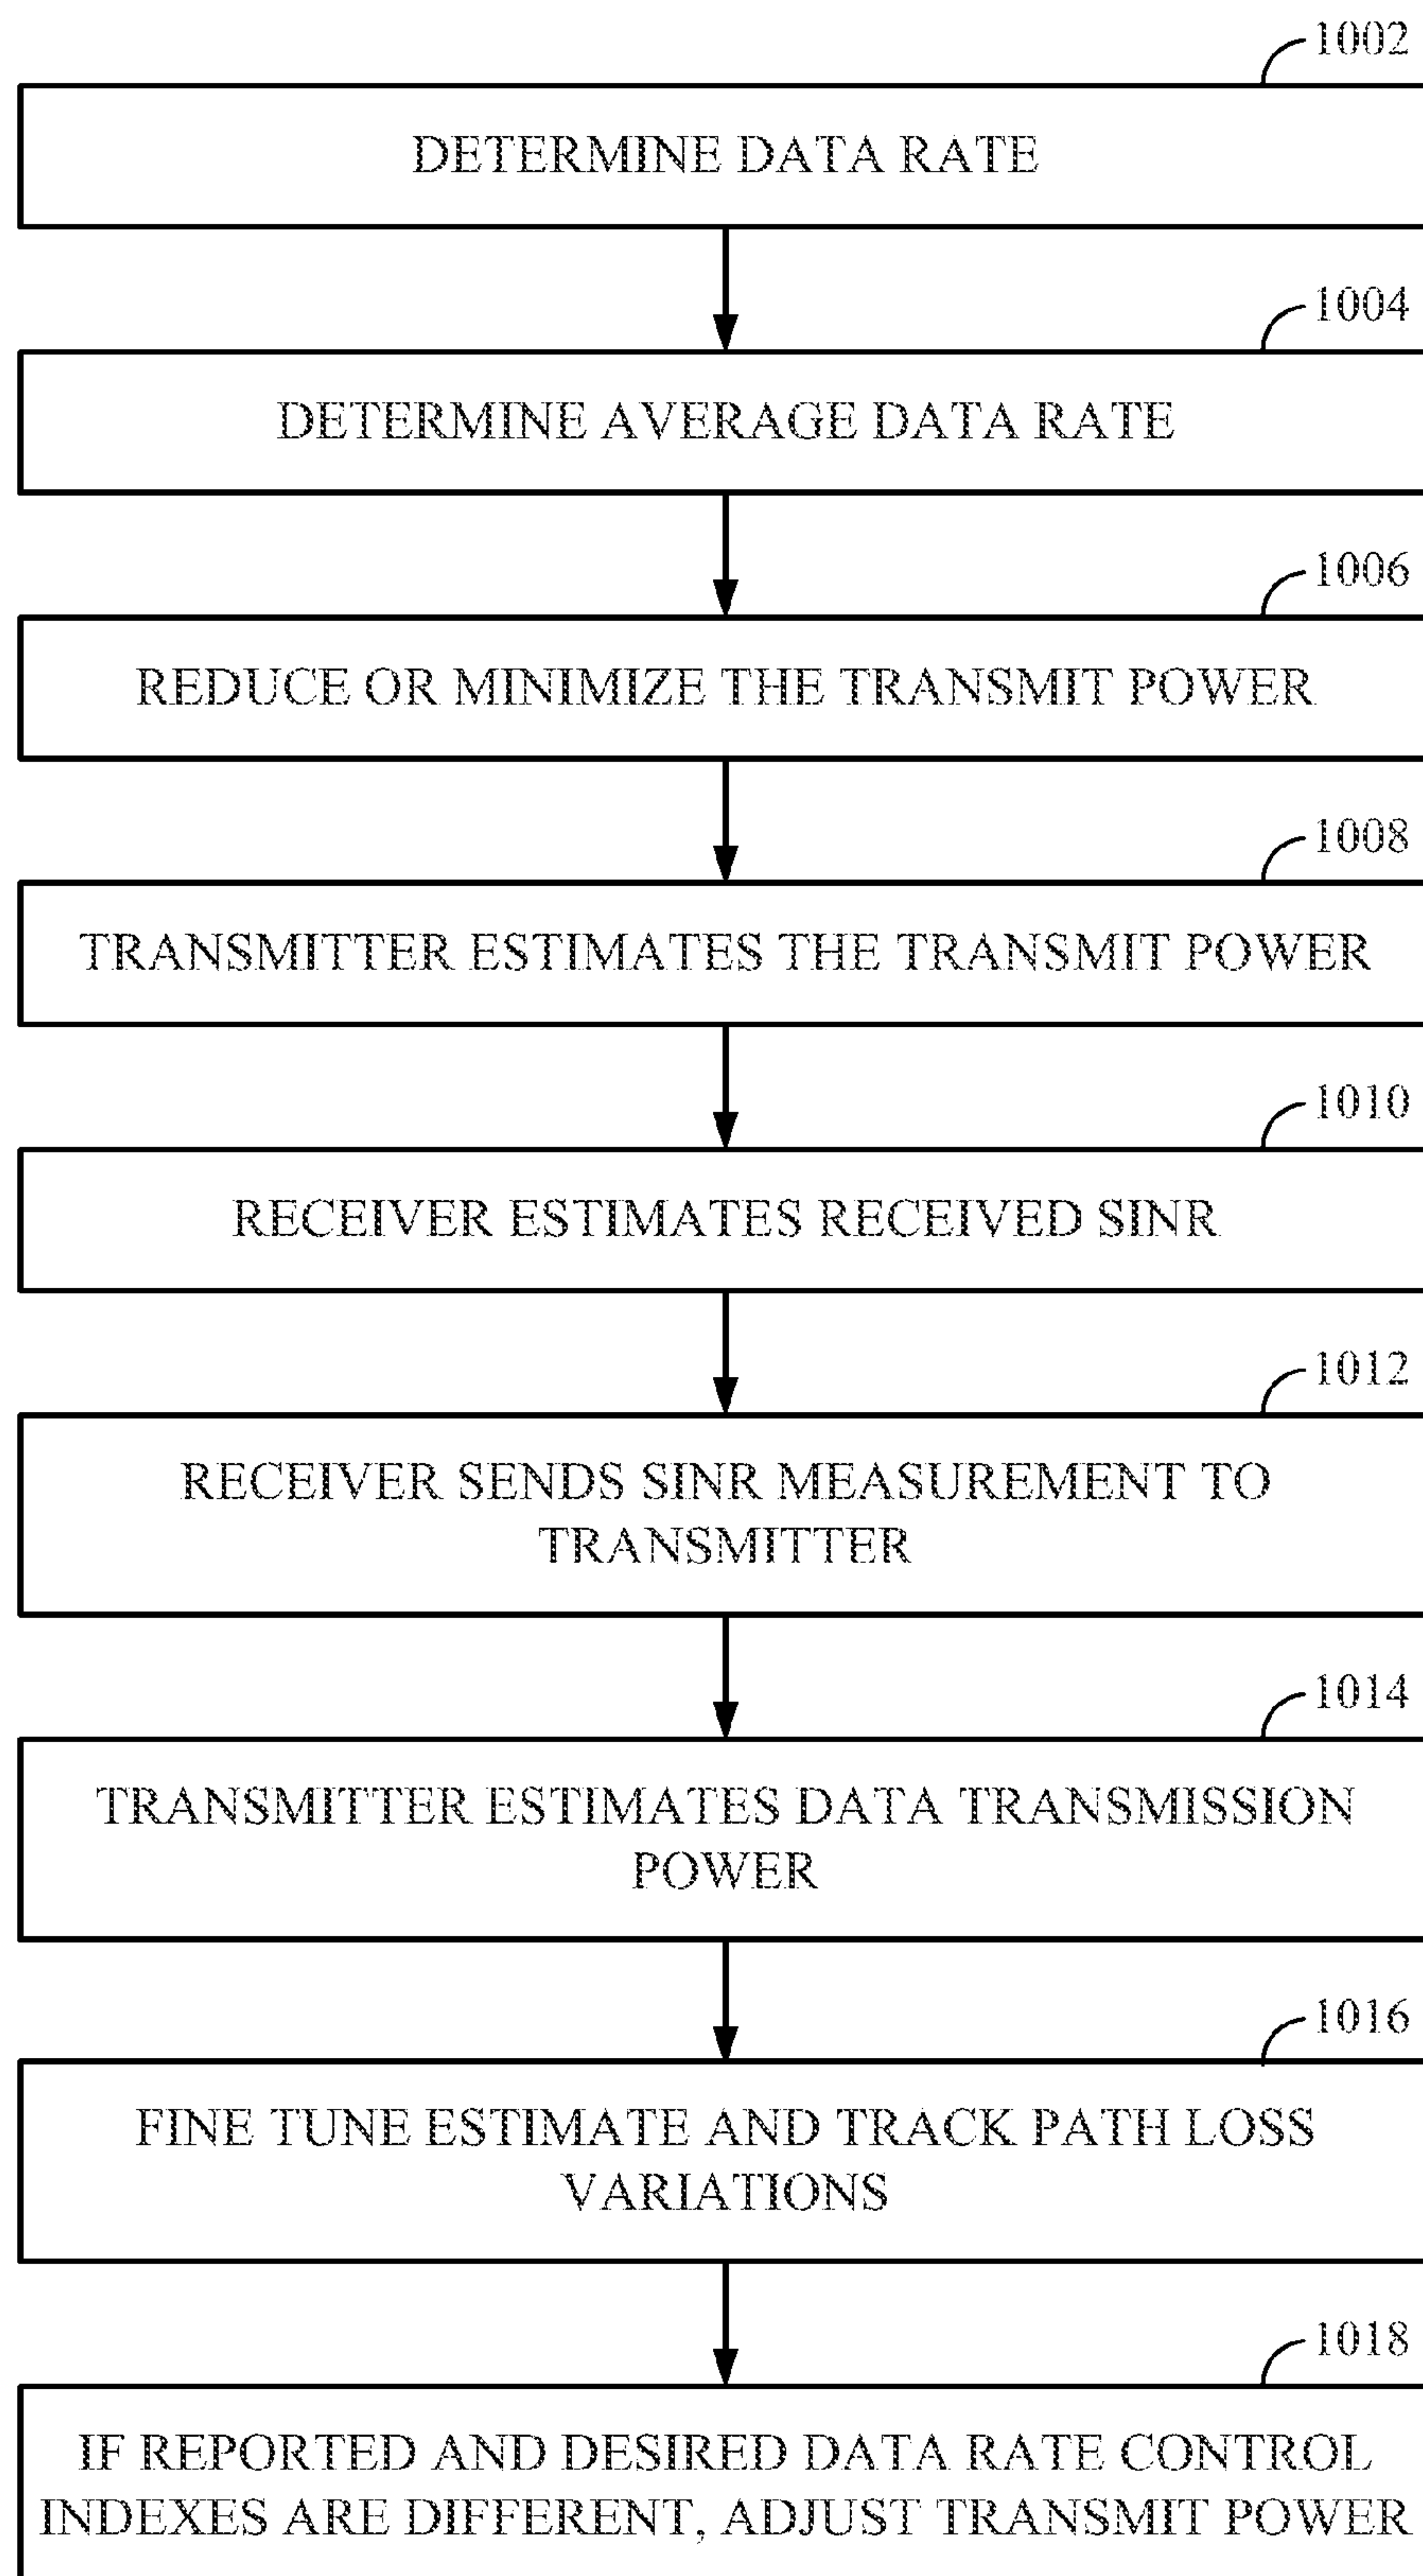 1002
DETERMINE DATA RATE
1004
DETERMINE AVERAGE DATA RATE
1006
REDUCE OR MINIMIZE THE TRANSMIT POWER
1008
TRANSMITTER ESTIMATES THE TRANSMIT POWER
1010
RECEIVER ESTIMATES RECEIVED SINR
1012
RECEIVER SENDS SINR MEASUREMENT TO
TRANSMITTER
1014
TRANSMITTER ESTIMATES DATA TRANSMISSION
POWER
1016
FINE TUNE ESTIMATE AND TRACK PATH LOSS
VARIATIONS
1018
IF REPORTED AND DESIRED DATA RATE CONTROL
INDEXES ARE DIFFERENT, ADJUST TRANSMIT POWER